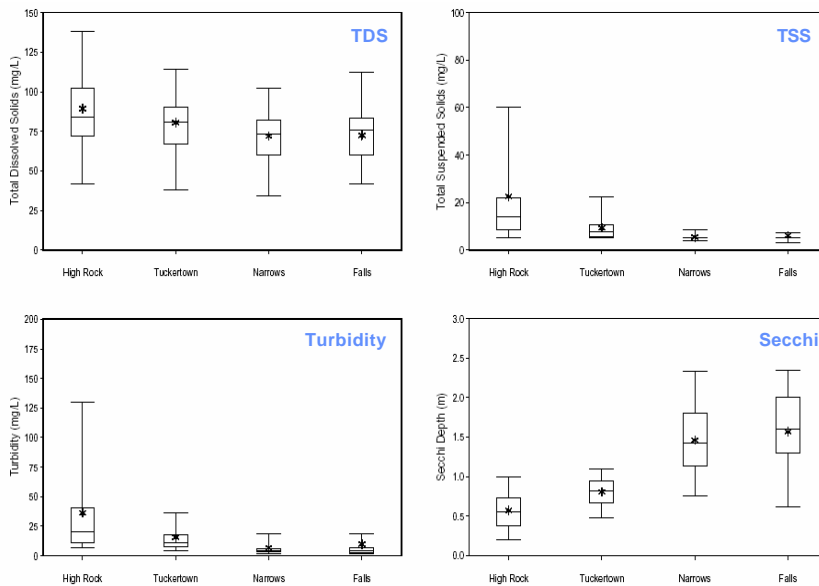 TDS
Total Dissolved Solids (mg/L)
150
125
100
75
50
25
0
High Rock Tuckertown Narrows Falls
TSS
Total Suspended Solids (mg/L)
100
80
60
40
20
0
High Rock Tuckertown Narrows Falls
Turbidity
Turbidity (mg/L)
200
175
150
125
100
75
50
25
0
High Rock Tuckertown Narrows Falls
Secchi
Secchi Depth (m)
3.0
2.5
2.0
1.5
1.0
0.5
0.0
High Rock Tuckertown Narrows Falls